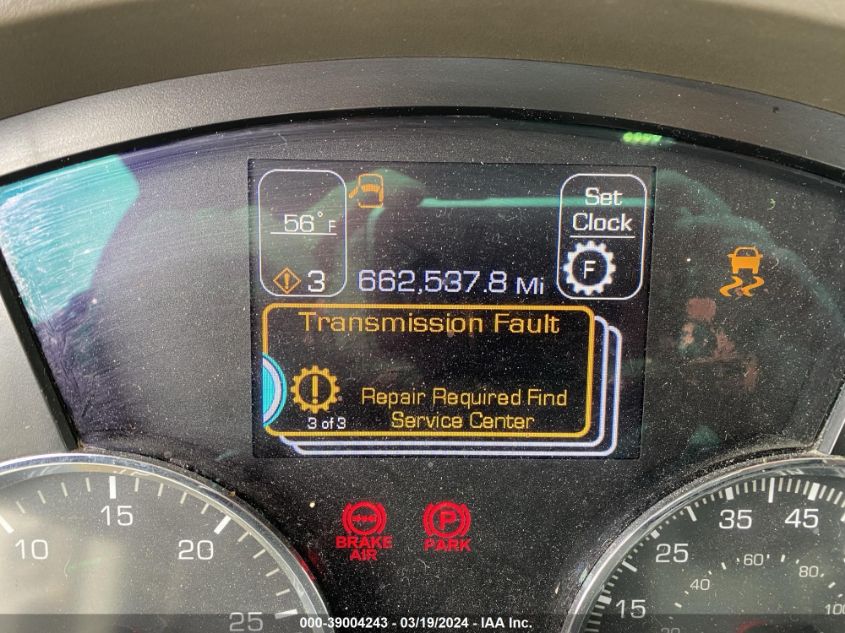 56°F
Set
Clock
F
3
662,537.8 Mi
Transmission Fault
Repair Required Find
Service Center
3 of 3
BRAKE
AIR
P
PARK
10
15
20
25
15
25
35
45
40
60
80
100
000-39004243 - 03/19/2024 - IAA Inc.